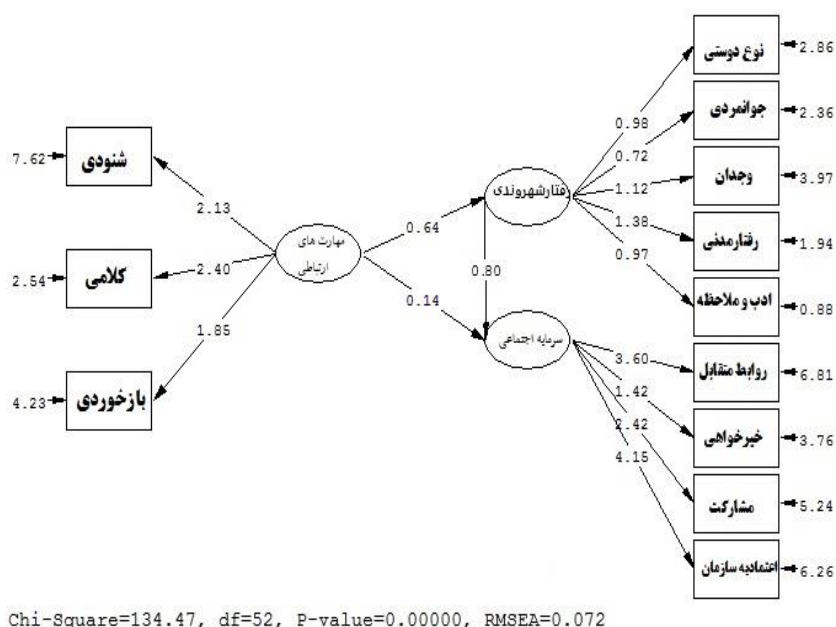 نوع دوستی
2.86
0.98
جوانمردی
2.36
0.72
وجدان
3.97
1.12
رفتارمدنی
1.94
1.38
ادب و ملاحظه
0.88
0.97
رفتارشهروندی
شنودی
7.62
2.13
کلامی
2.54
2.40
بازخوردی
4.23
1.85
مهارت های
ارتباطی
0.64
0.14
0.80
سرمایه اجتماعی
روابط متقابل
6.81
3.60
خیرخواهی
3.76
1.42
مشارکت
5.24
2.42
اعتمادبه سازمان
6.26
4.15
Chi-Square=134.47, df=52, P-value=0.00000, RMSEA=0.072